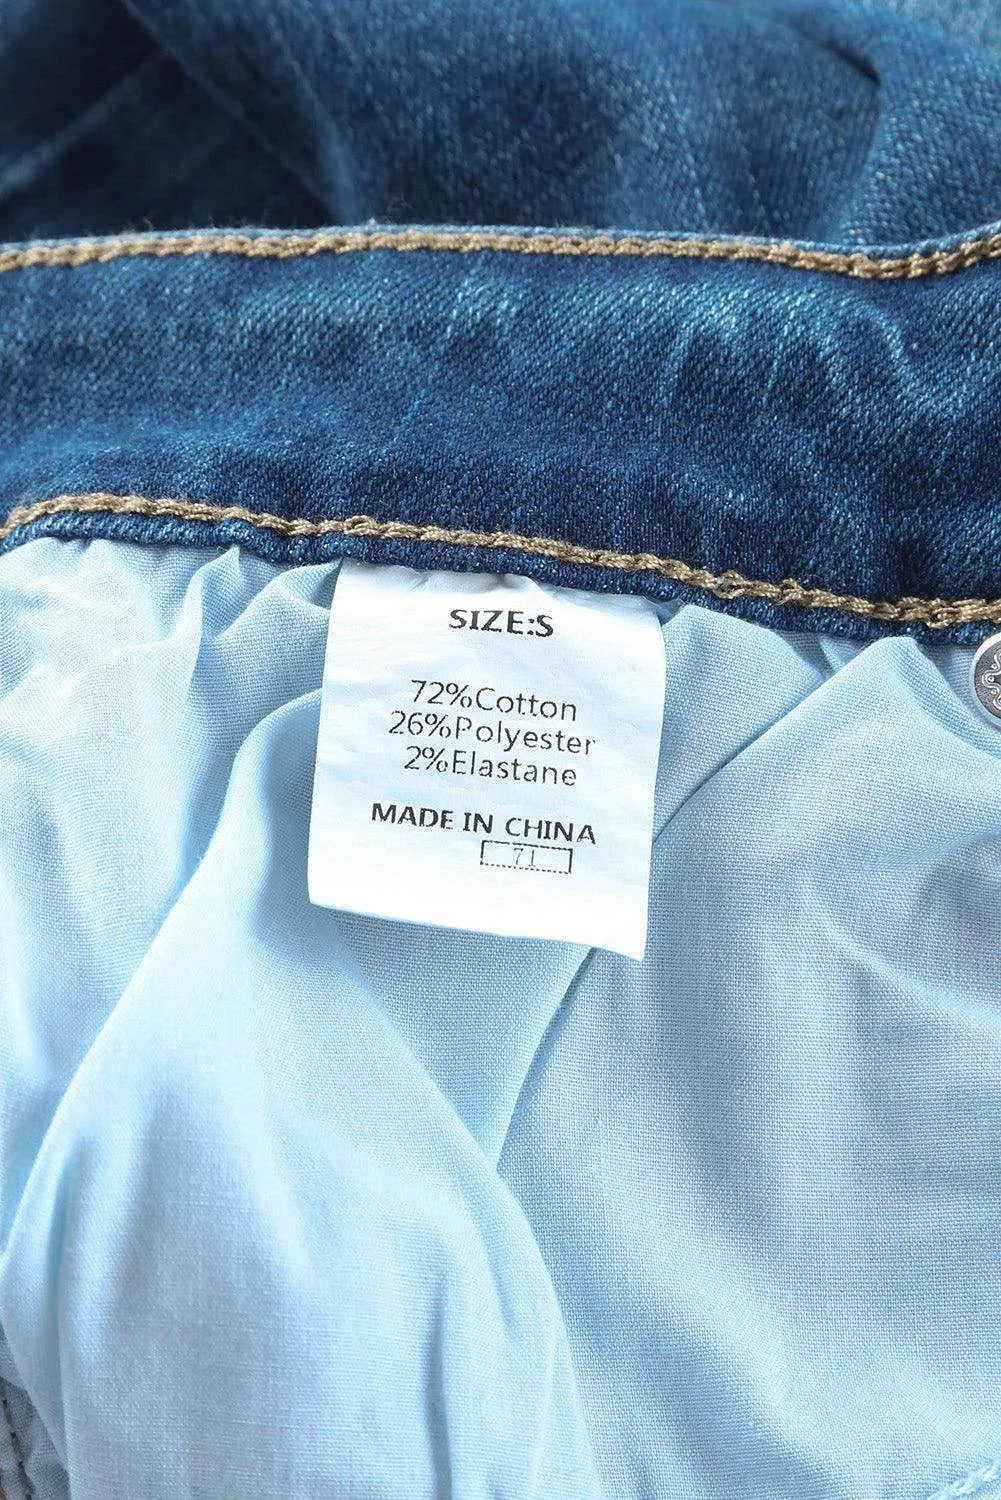 SIZE:S
72%Cotton
26%Polyester
2%Elastane
MADE IN CHINA
71